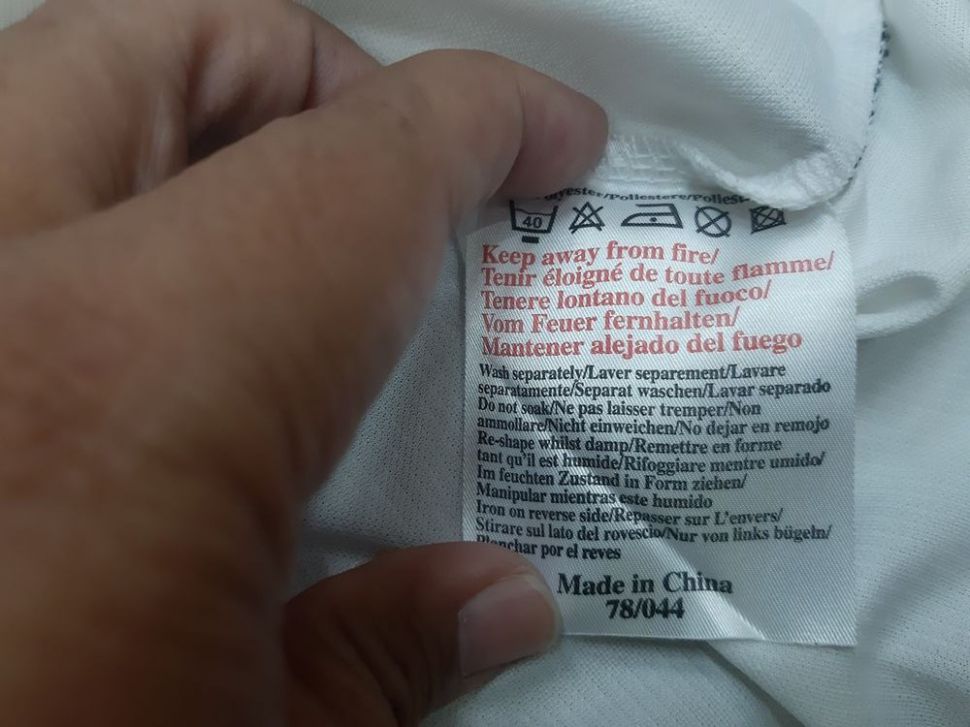 Polyester/Poliestere/Poliest
40
Keep away from fire/
Tenir éloigné de toute flamme/
Tenere lontano del fuoco/
Vom Feuer fernhalten/
Mantener alejado del fuego
Wash separately/Laver separement/Lavare
separatamente/Separat waschen/Lavar separado
Do not soak/Ne pas laisser tremper/Non
ammollare/Nicht einweichen/No dejar en remojo
Re-shape whilst damp/Remettre en forme
tant qu'il est humide/Rifoggiare mentre umido/
Im feuchten Zustand in Form ziehen/
Manipular mientras este humido
Iron on reverse side/Repasser sur L'envers/
Stirare sul lato del rovescio/Nur von links bügeln/
Planchar por el reves
Made in China
78/044